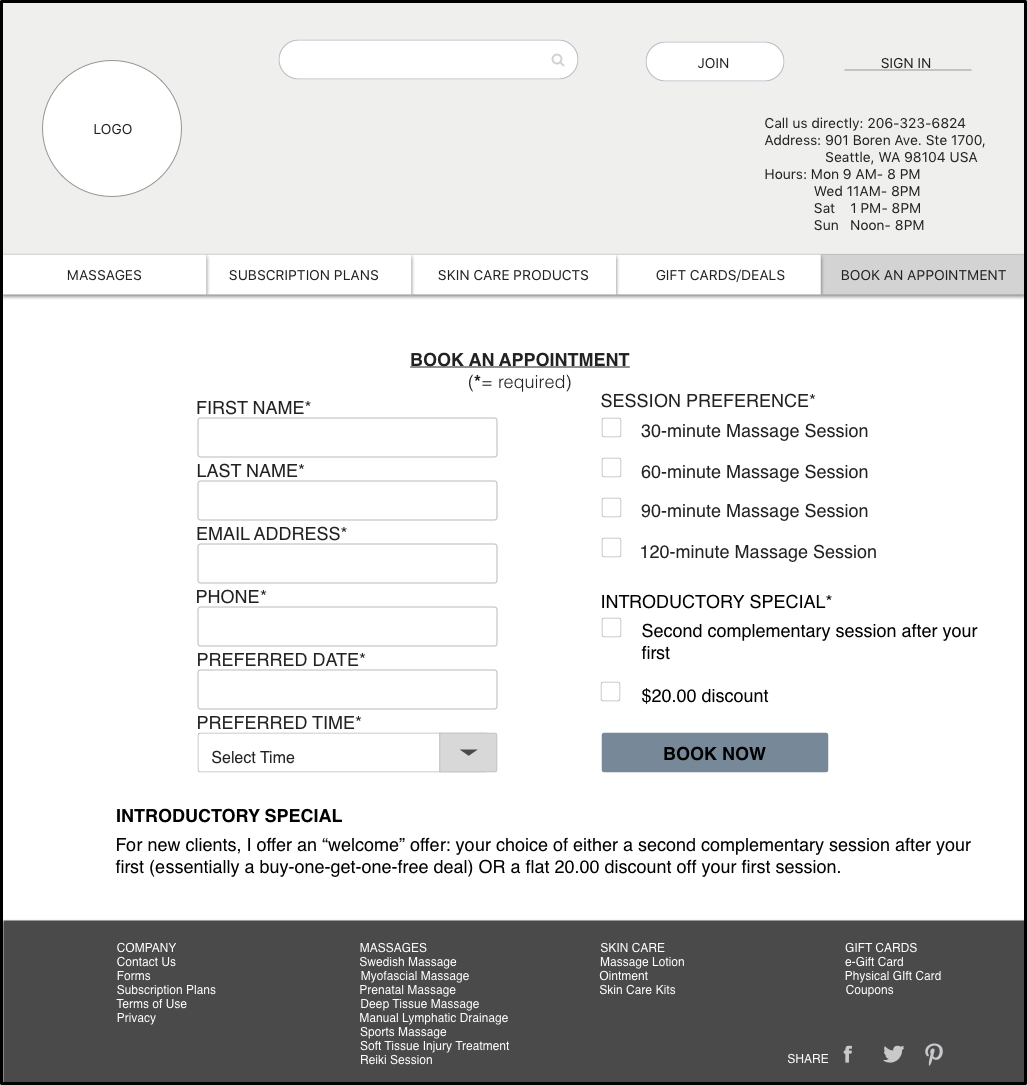 JOIN
SIGN IN
LOGO
Call us directly: 206-323-6824
Address: 901 Boren Ave. Ste 1700,
Seattle, WA 98104 USA
Hours: Mon 9 AM- 8 PM
Wed 11AM- 8PM
Sat 1 PM- 8PM
Sun Noon- 8PM
MASSAGES
SUBSCRIPTION PLANS
SKIN CARE PRODUCTS
GIFT CARDS/DEALS
BOOK AN APPOINTMENT
BOOK AN APPOINTMENT
(*= required)
FIRST NAME*
LAST NAME*
EMAIL ADDRESS*
PHONE*
PREFERRED DATE*
PREFERRED TIME*
Select Time
SESSION PREFERENCE*
30-minute Massage Session
60-minute Massage Session
90-minute Massage Session
120-minute Massage Session
INTRODUCTORY SPECIAL*
Second complementary session after your
first
$20.00 discount
BOOK NOW
INTRODUCTORY SPECIAL
For new clients, I offer an “welcome” offer: your choice of either a second complementary session after your
first (essentially a buy-one-get-one-free deal) OR a flat 20.00 discount off your first session.
COMPANY
Contact Us
Forms
Subscription Plans
Terms of Use
Privacy
MASSAGES
Swedish Massage
Myofascial Massage
Prenatal Massage
Deep Tissue Massage
Manual Lymphatic Drainage
Sports Massage
Soft Tissue Injury Treatment
Reiki Session
SKIN CARE
Massage Lotion
Ointment
Skin Care Kits
GIFT CARDS
e-Gift Card
Physical GIft Card
Coupons
SHARE